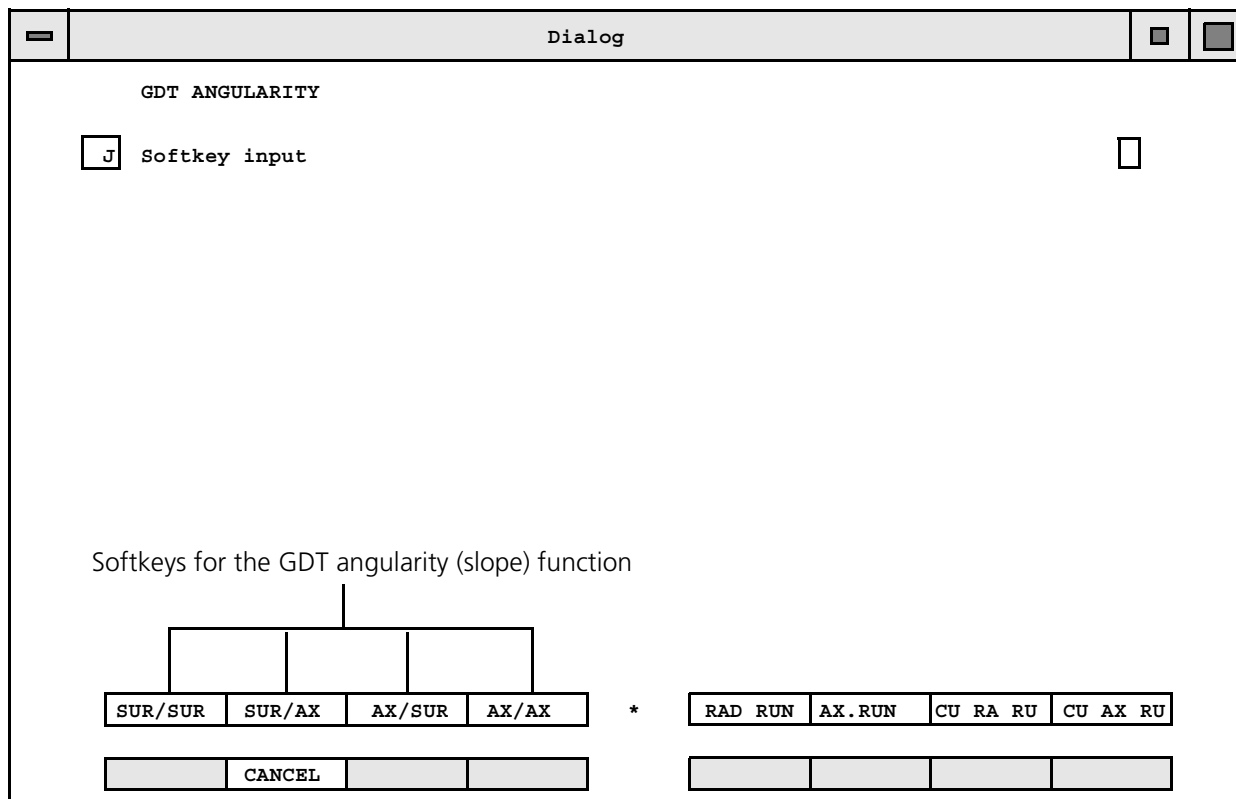 Dialog
GDT ANGULARITY
J Softkey input
Softkeys for the GDT angularity (slope) function
SUR/SUR SUR/AX AX/SUR AX/AX * RAD RUN AX.RUN CU RA RU CU AX RU
CANCEL